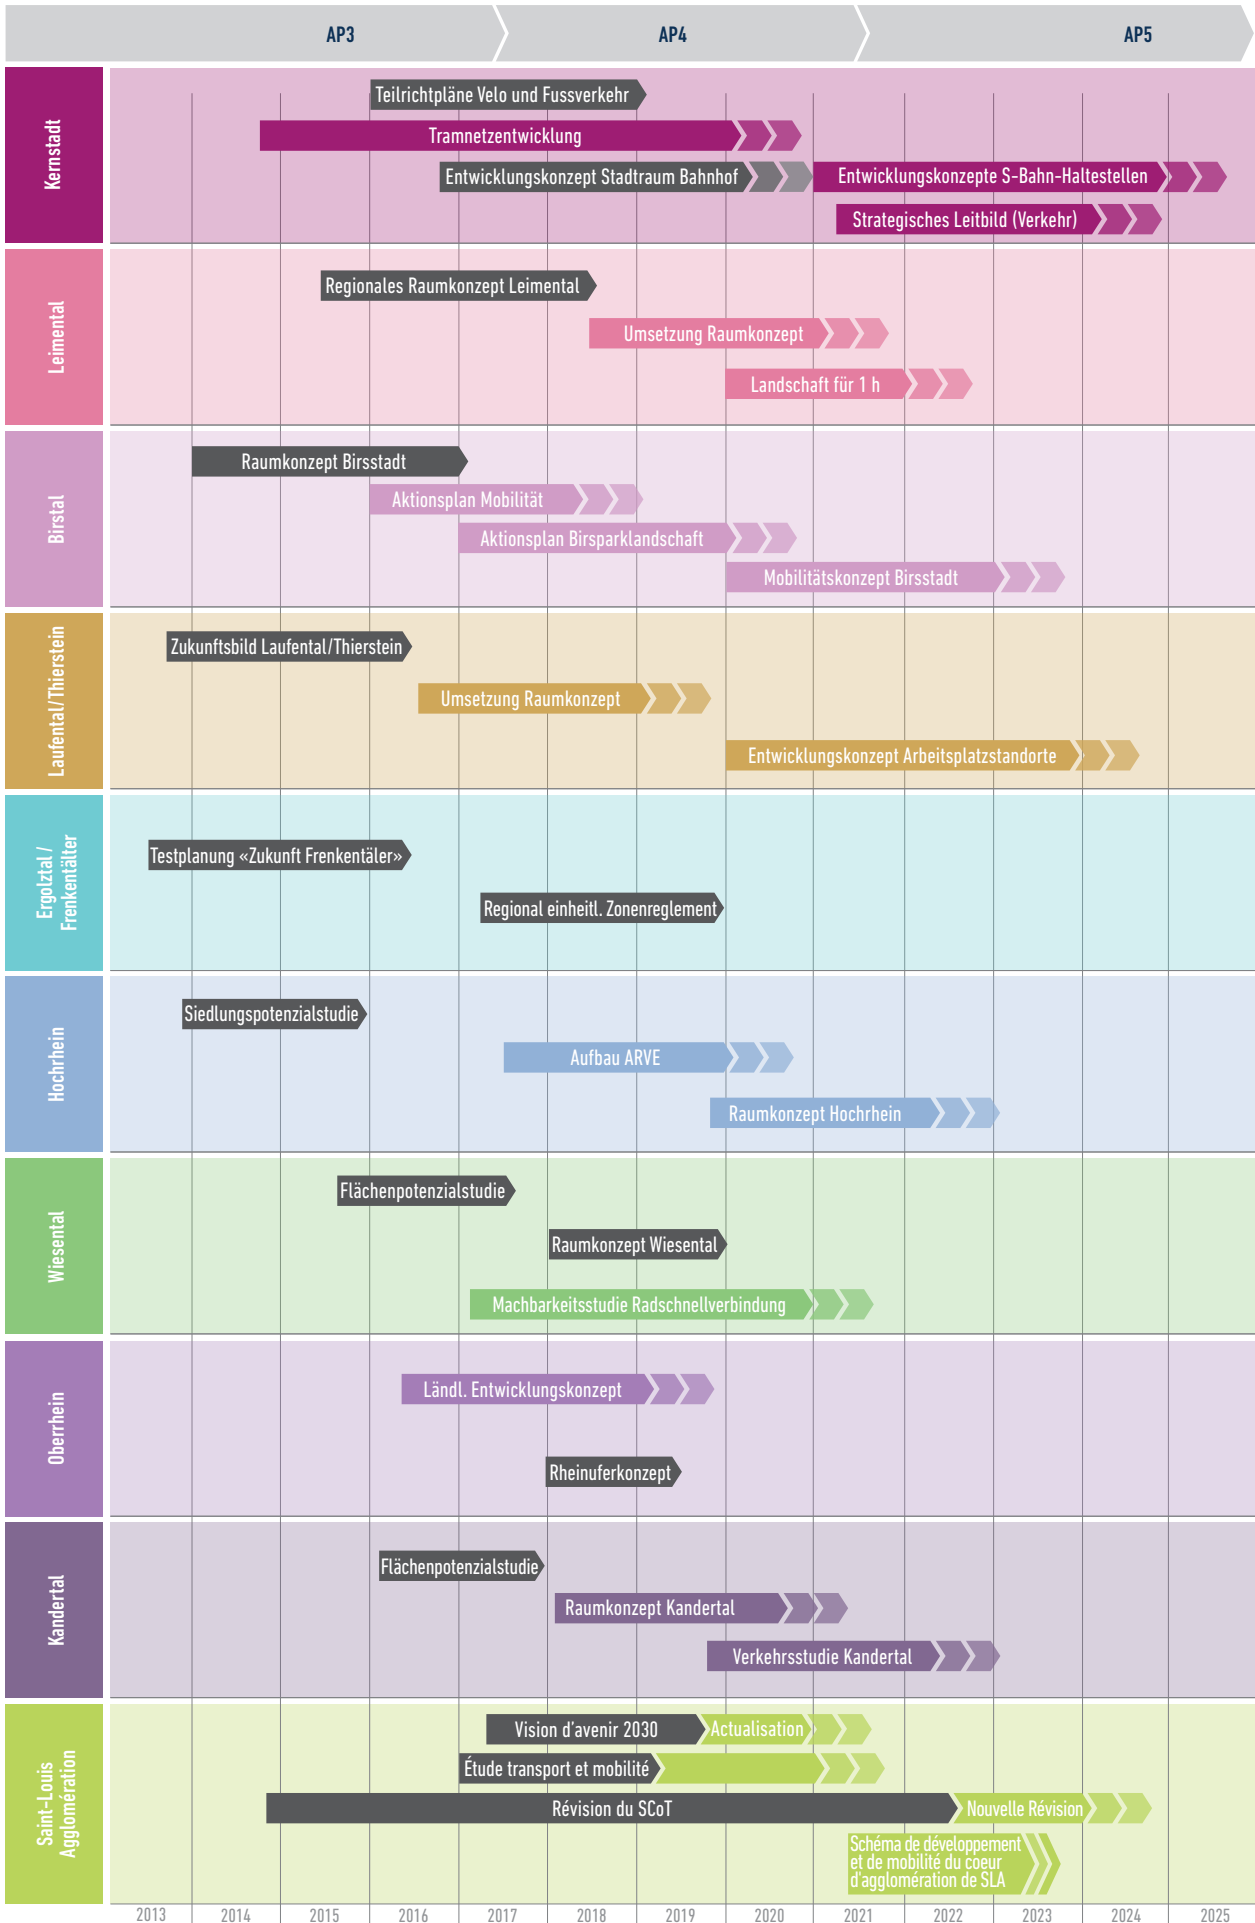 AP3
AP4
AP5
Kernstadt
Teilrichtpläne Velo und Fussverkehr
Tramnetzentwicklung
Entwicklungskonzept Stadtraum Bahnhof
Entwicklungskonzepte S-Bahn-Haltestellen
Strategisches Leitbild (Verkehr)
Leimental
Regionales Raumkonzept Leimental
Umsetzung Raumkonzept
Landschaft für 1 h
Birstal
Raumkonzept Birsstadt
Aktionsplan Mobilität
Aktionsplan Birsparklandschaft
Mobilitätskonzept Birsstadt
Laufental/Thierstein
Zukunftsbild Laufental/Thierstein
Umsetzung Raumkonzept
Entwicklungskonzept Arbeitsplatzstandorte
Ergolztal /
Frenkentälter
Testplanung «Zukunft Frenkentäler»
Regional einheitl. Zonenreglement
Hochrhein
Siedlungspotenzialstudie
Aufbau ARVE
Raumkonzept Hochrhein
Wiesental
Flächenpotenzialstudie
Raumkonzept Wiesental
Machbarkeitsstudie Radschnellverbindung
Oberrhein
Ländl. Entwicklungskonzept
Rheinuferkonzept
Kandertal
Flächenpotenzialstudie
Raumkonzept Kandertal
Verkehrsstudie Kandertal
Saint-Louis
Agglomération
Vision d'avenir 2030
Actualisation
Étude transport et mobilité
Révision du SCoT
Nouvelle Révision
Schéma de développement
et de mobilité du coeur
d'agglomération de SLA
2013
2014
2015
2016
2017
2018
2019
2020
2021
2022
2023
2024
2025